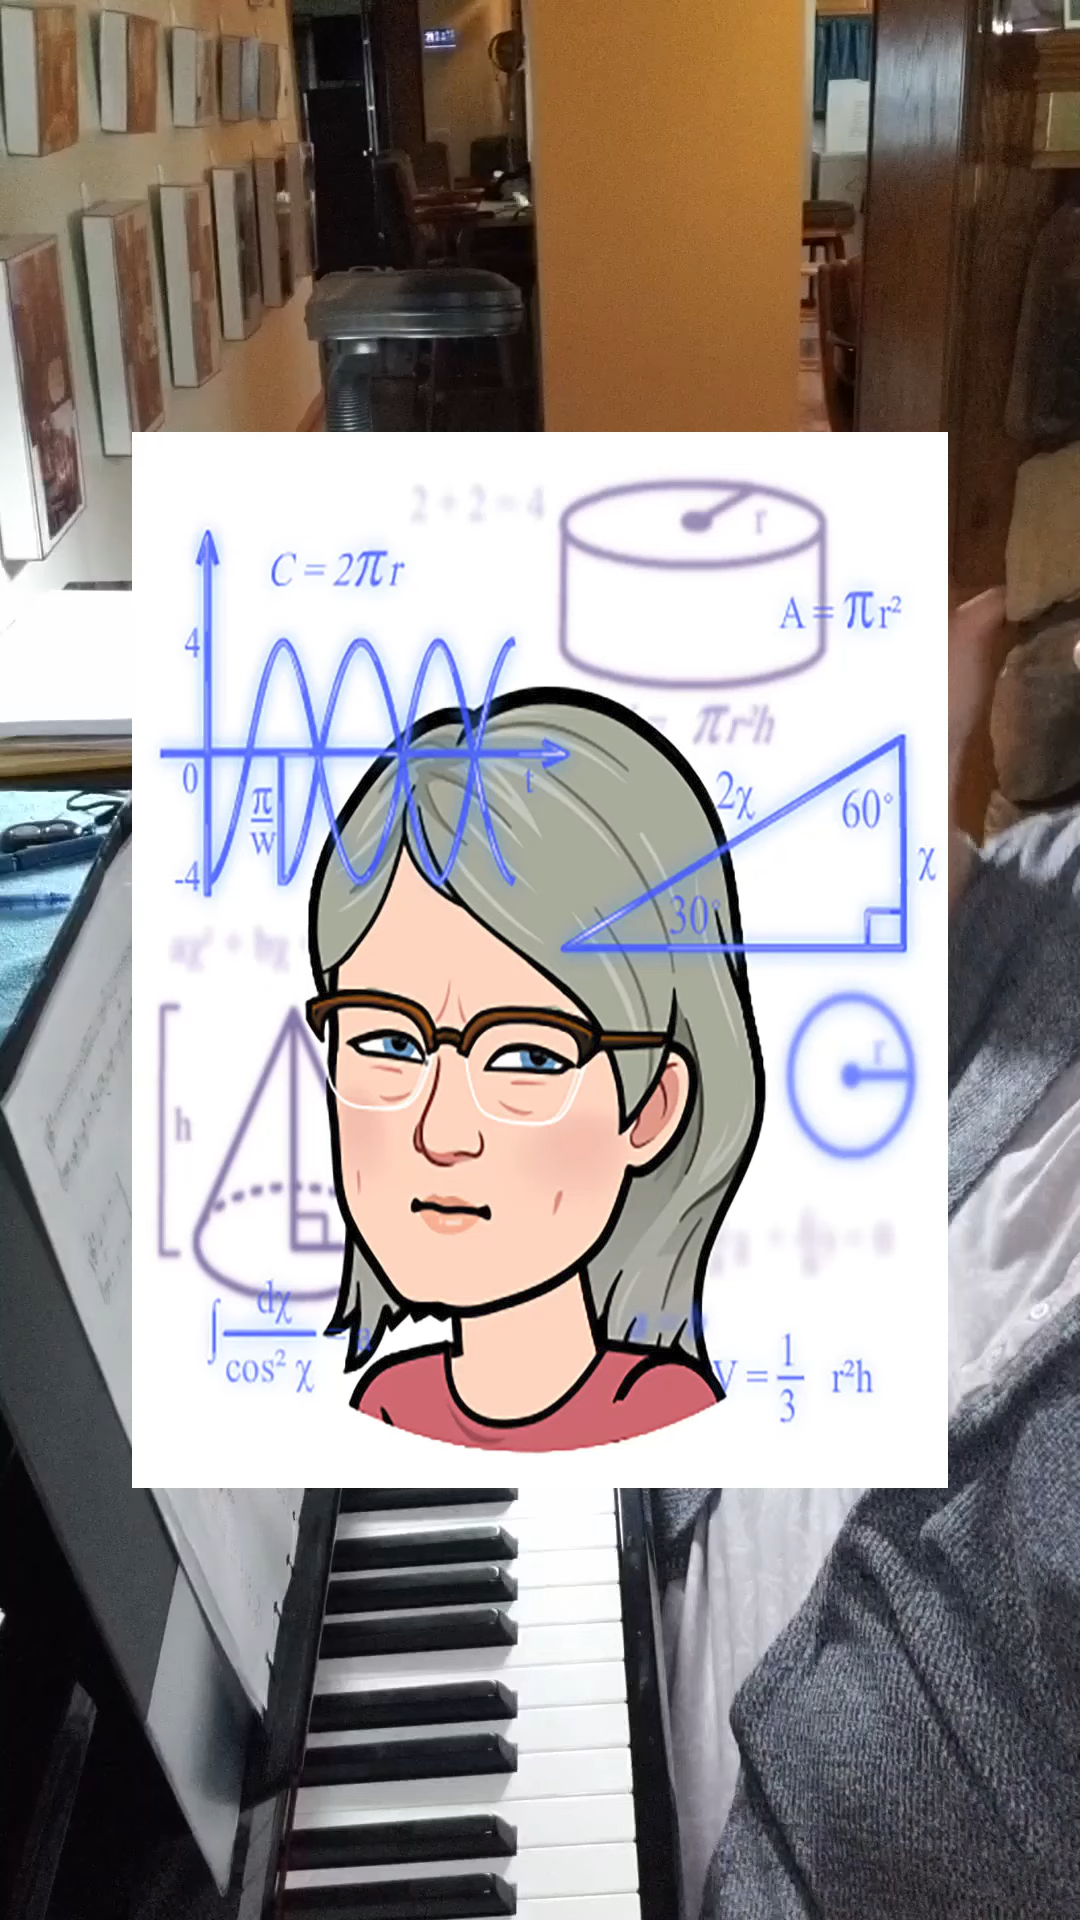 2 + 2 = 4
r
C = 2πr
A = πr²
4
πr²h
0
t
π
w
-4
2χ
60°
χ
30°
r
h
∫ dχ
cos² χ
= a
V = 1
3
r²h